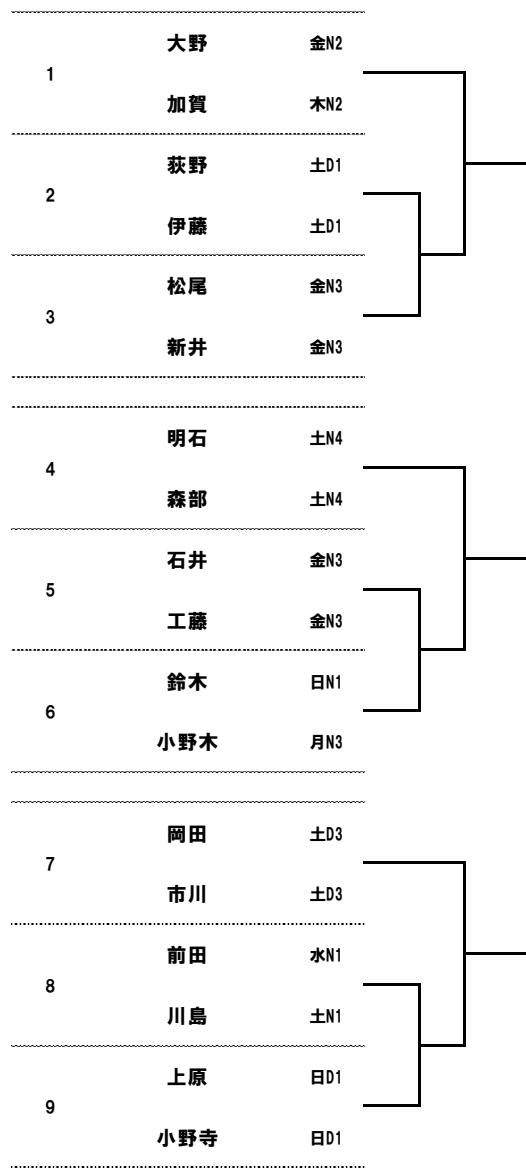 大野 金N2
1
加賀 木N2
荻野 土D1
2
伊藤 土D1
松尾 金N3
3
新井 金N3
明石 土N4
4
森部 土N4
石井 金N3
5
工藤 金N3
鈴木 日N1
6
小野木 月N3
岡田 土D3
7
市川 土D3
前田 水N1
8
川島 土N1
上原 日D1
9
小野寺 日D1